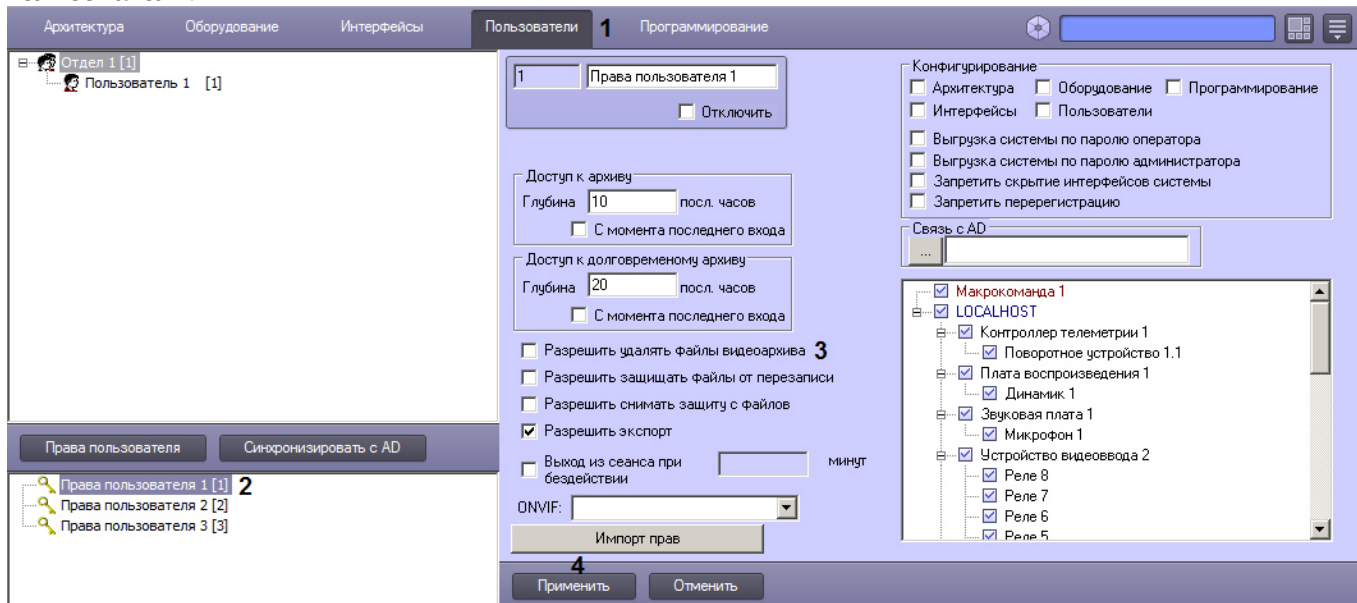 Архитектура Оборудование Интерфейсы Пользователи 1 Программирование
Отдел 1 [1]
Пользователь 1 [1]
Права пользователя Синхронизировать с AD
Права пользователя 1 [1] 2
Права пользователя 2 [2]
Права пользователя 3 [3]
1 Права пользователя 1
Отключить
Доступ к архиву
Глубина 10 посл. часов
С момента последнего входа
Доступ к долговременому архиву
Глубина 20 посл. часов
С момента последнего входа
Разрешить удалять файлы видеоархива 3
Разрешить защищать файлы от перезаписи
Разрешить снимать защиту с файлов
Разрешить экспорт
Выход из сеанса при минут
бездействии
ONVIF:
Импорт прав
4
Применить Отменить
Конфигурирование
Архитектура Оборудование Программирование
Интерфейсы Пользователи
Выгрузка системы по паролю оператора
Выгрузка системы по паролю администратора
Запретить скрытие интерфейсов системы
Запретить перерегистрацию
Связь с AD
...
Макрокоманда 1
LOCALHOST
Контроллер телеметрии 1
Поворотное устройство 1.1
Плата воспроизведения 1
Динамик 1
Звуковая плата 1
Микрофон 1
Устройство видеоввода 2
Реле 8
Реле 7
Реле 6
Реле 5